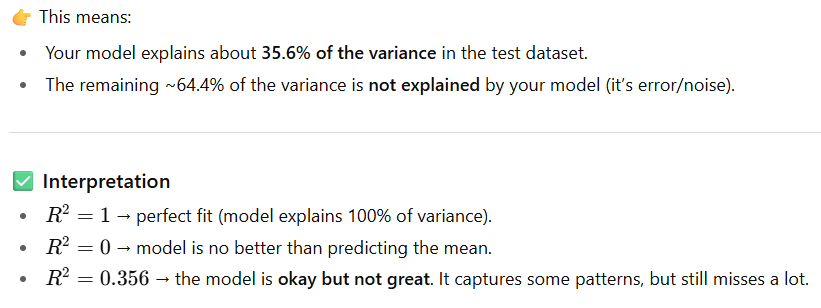 👉 This means:
• Your model explains about 35.6% of the variance in the test dataset.
• The remaining ~64.4% of the variance is not explained by your model (it’s error/noise).
✅ Interpretation
• R² = 1 → perfect fit (model explains 100% of variance).
• R² = 0 → model is no better than predicting the mean.
• R² = 0.356 → the model is okay but not great. It captures some patterns, but still misses a lot.